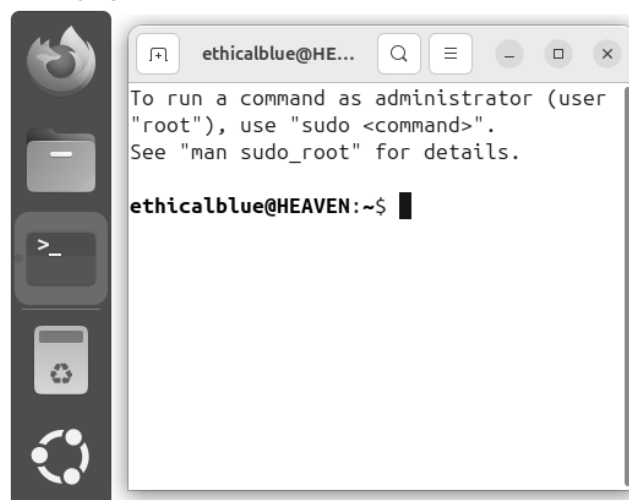 ethicalblue@HE...
To run a command as administrator (user
"root"), use "sudo <command>".
See "man sudo_root" for details.
ethicalblue@HEAVEN:~$
>_